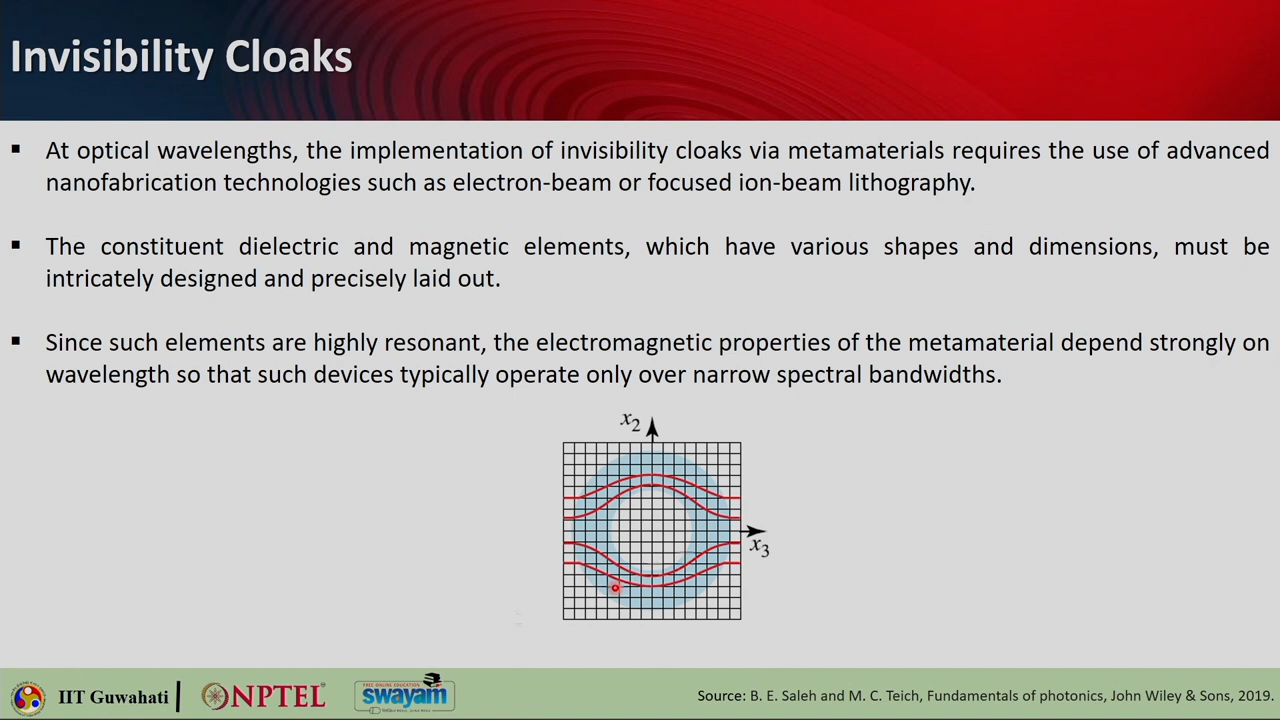 Invisibility Cloaks
▪ At optical wavelengths, the implementation of invisibility cloaks via metamaterials requires the use of advanced
nanofabrication technologies such as electron-beam or focused ion-beam lithography.
▪ The constituent dielectric and magnetic elements, which have various shapes and dimensions, must be
intricately designed and precisely laid out.
▪ Since such elements are highly resonant, the electromagnetic properties of the metamaterial depend strongly on
wavelength so that such devices typically operate only over narrow spectral bandwidths.
x2
x3
IIT Guwahati
NPTEL
FREE ONLINE EDUCATION
swayam
Source: B. E. Saleh and M. C. Teich, Fundamentals of photonics, John Wiley & Sons, 2019.